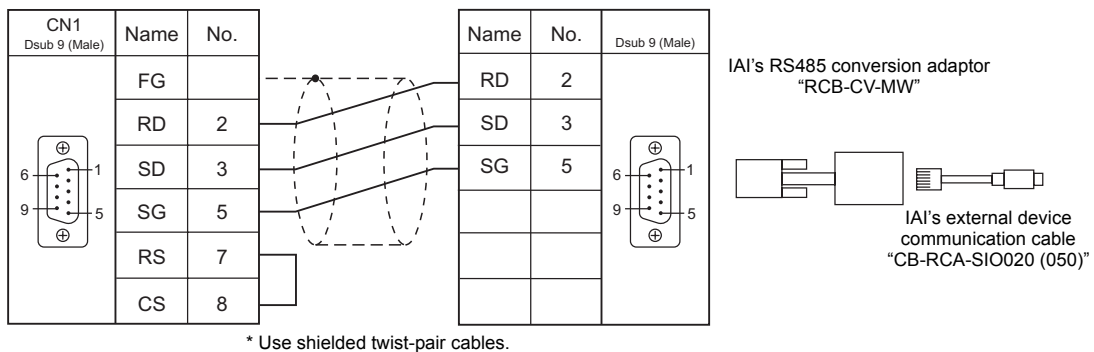 CN1
Dsub 9 (Male)
Name
No.
FG
RD
2
SD
3
SG
5
RS
7
CS
8
6
1
9
5
Name
No.
Dsub 9 (Male)
RD
2
SD
3
SG
5
6
1
9
5
IAI's RS485 conversion adaptor
“RCB-CV-MW”
IAI's external device
communication cable
“CB-RCA-SIO020 (050)”
* Use shielded twist-pair cables.